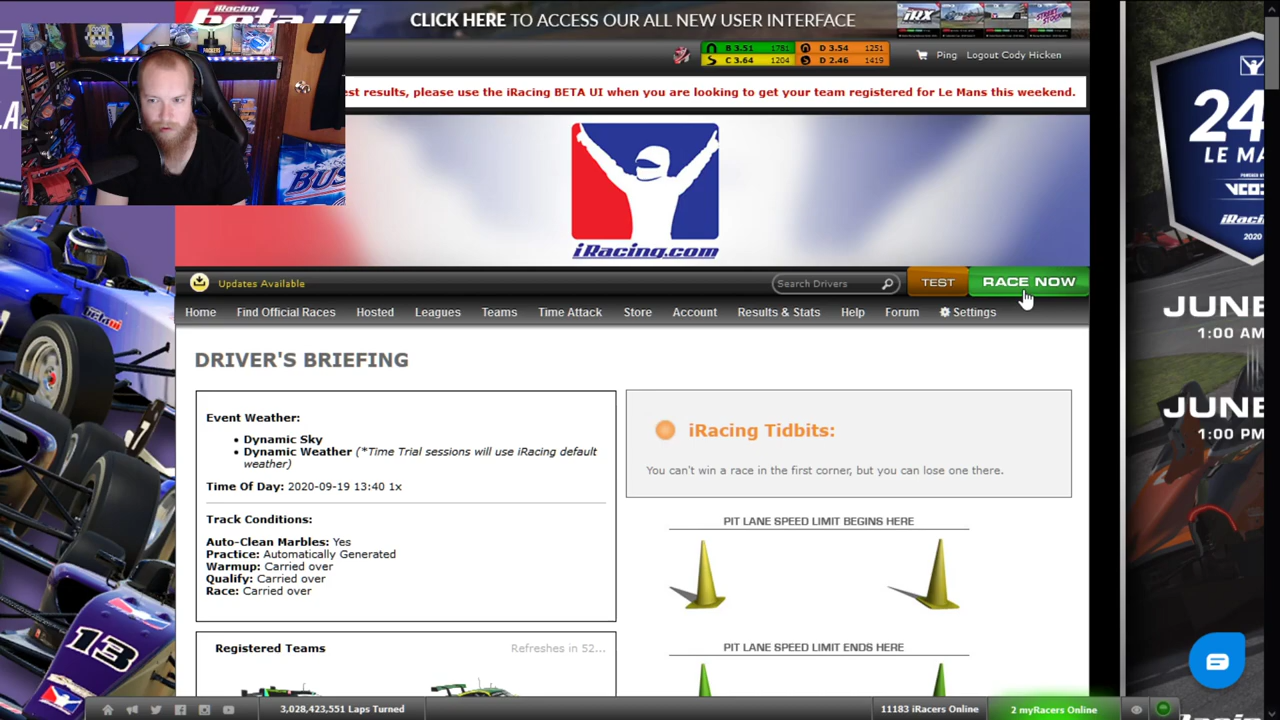 iRacing
beta ui
CLICK HERE TO ACCESS OUR ALL NEW USER INTERFACE
iRX
STREET STOCK
B 3.51 1781 D 3.54 1251
C 3.64 1204 D 2.46 1419
Ping Logout Cody Hicken
est results, please use the iRacing BETA UI when you are looking to get your team registered for Le Mans this weekend.
iRacing.com
Updates Available
Search Drivers
TEST
RACE NOW
Home Find Official Races Hosted Leagues Teams Time Attack Store Account Results & Stats Help Forum Settings
DRIVER'S BRIEFING
Event Weather:
• Dynamic Sky
• Dynamic Weather (*Time Trial sessions will use iRacing default
weather)
Time Of Day: 2020-09-19 13:40 1x
Track Conditions:
Auto-Clean Marbles: Yes
Practice: Automatically Generated
Warmup: Carried over
Qualify: Carried over
Race: Carried over
Registered Teams
Refreshes in 52...
iRacing Tidbits:
You can't win a race in the first corner, but you can lose one there.
PIT LANE SPEED LIMIT BEGINS HERE
PIT LANE SPEED LIMIT ENDS HERE
3,028,423,551 Laps Turned
11183 iRacers Online
2 myRacers Online
24
LE MA
VCO
iRacin
2020
JUNE
1:00 AM
JUNE
1:00 PM
13
BUS